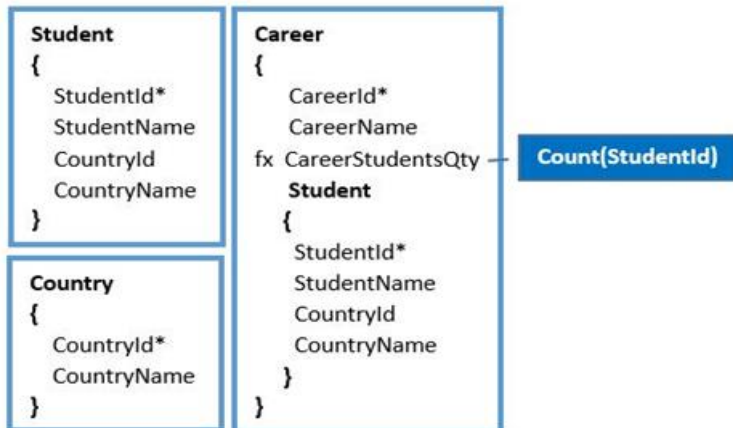 Student
{
StudentId*
StudentName
CountryId
CountryName
}
Country
{
CountryId*
CountryName
}
Career
{
CareerId*
CareerName
fx CareerStudentsQty
Student
{
StudentId*
StudentName
CountryId
CountryName
}
}
Count(StudentId)